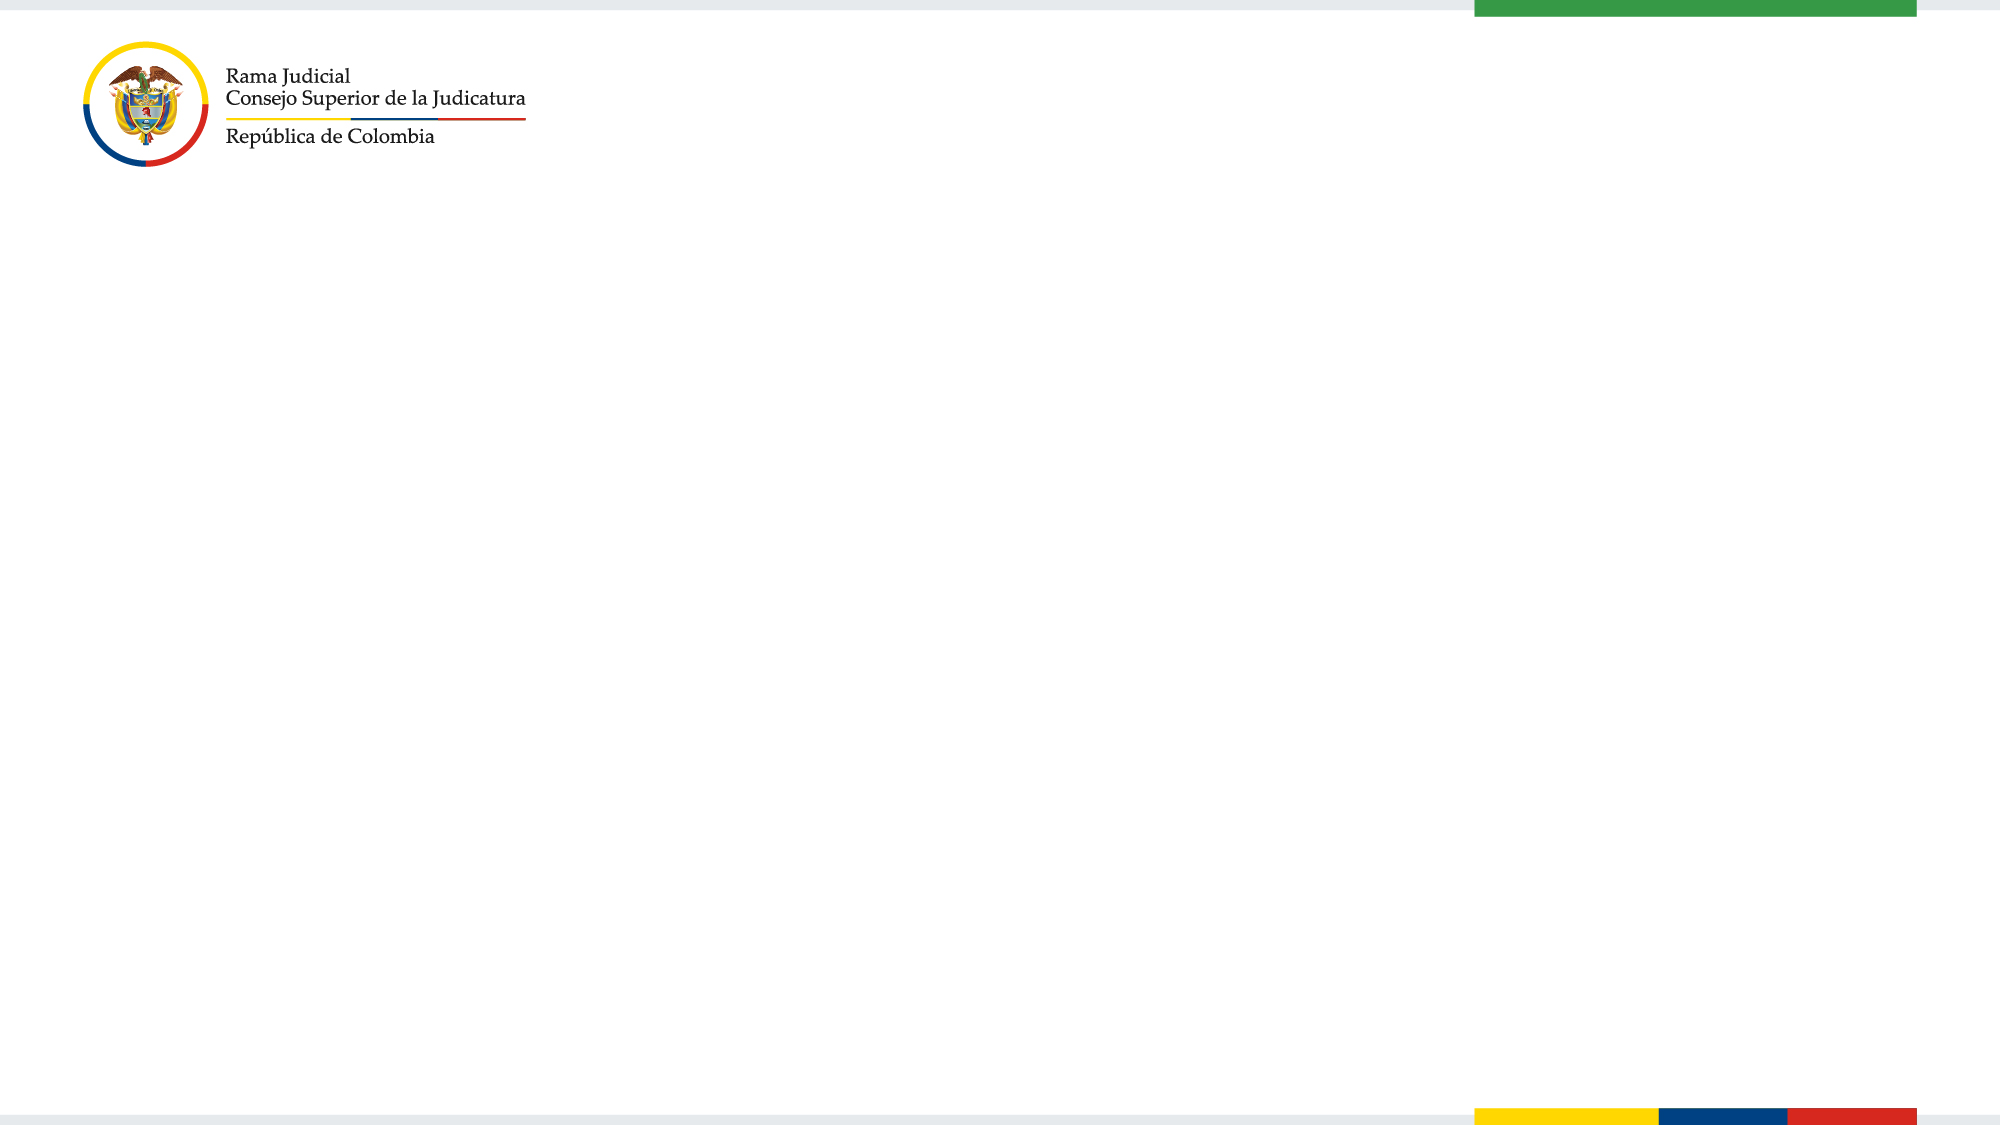 Rama Judicial
Consejo Superior de la Judicatura
República de Colombia